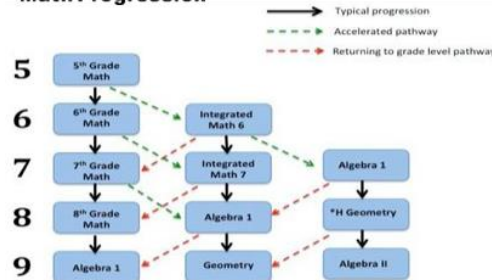 Math Progression
Typical progression
Accelerated pathway
Returning to grade level pathway
5
5th Grade
Math
6
6th Grade
Math
Integrated
Math 6
7
7th Grade
Math
Integrated
Math 7
Algebra 1
8
8th Grade
Math
Algebra 1
*H Geometry
9
Algebra 1
Geometry
Algebra II